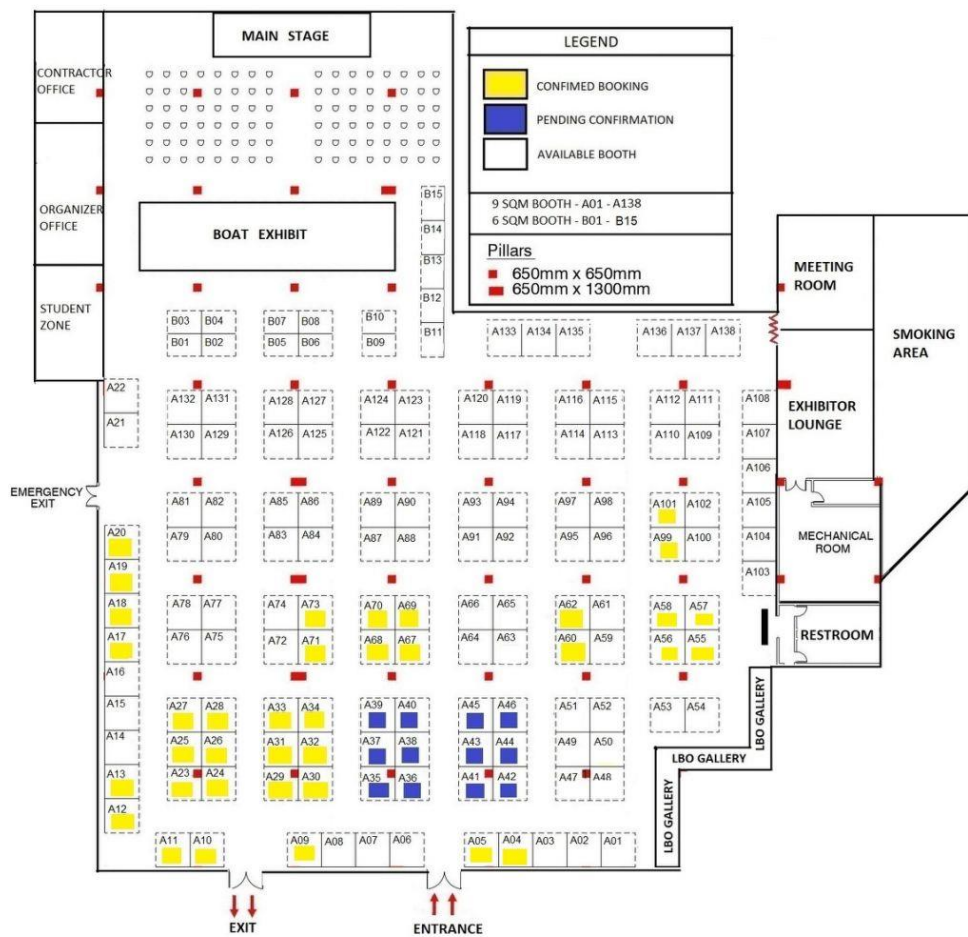 MAIN STAGE
LEGEND
CONFIMED BOOKING
PENDING CONFIRMATION
AVAILABLE BOOTH
9 SQM BOOTH - A01 - A138
6 SQM BOOTH - B01 - B15
Pillars
650mm x 650mm
650mm x 1300mm
CONTRACTOR
OFFICE
ORGANIZER
OFFICE
STUDENT
ZONE
BOAT EXHIBIT
B15
B14
B13
B12
B11
MEETING
ROOM
SMOKING
AREA
EXHIBITOR
LOUNGE
MECHANICAL
ROOM
RESTROOM
B03 B04
B01 B02
B07 B08
B05 B06
B10
B09
A133 A134 A135
A136 A137 A138
A22
A21
A132 A131
A130 A129
A128 A127
A126 A125
A124 A123
A122 A121
A120 A119
A118 A117
A116 A115
A114 A113
A112 A111
A110 A109
A108
A107
A106
A105
A104
A103
EMERGENCY
EXIT
A81 A82
A79 A80
A85 A86
A83 A84
A89 A90
A87 A88
A93 A94
A91 A92
A97 A98
A95 A96
A101 A102
A99 A100
A20
A19
A18
A17
A16
A15
A14
A13
A12
A78 A77
A76 A75
A74 A73
A72 A71
A70 A69
A68 A67
A66 A65
A64 A63
A62 A61
A60 A59
A58 A57
A56 A55
A27 A28
A25 A26
A23 A24
A33 A34
A31 A32
A29 A30
A39 A40
A37 A38
A35 A36
A45 A46
A43 A44
A41 A42
A51 A52
A49 A50
A47 A48
A53 A54
LBO GALLERY
LBO GALLERY
LBO GALLERY
A11 A10
A09 A08 A07 A06
A05 A04 A03 A02 A01
EXIT
ENTRANCE